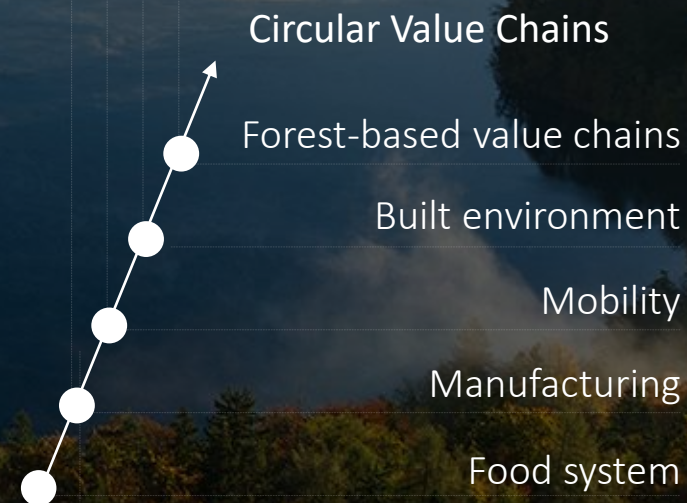 Circular Value Chains
Forest-based value chains
Built environment
Mobility
Manufacturing
Food system